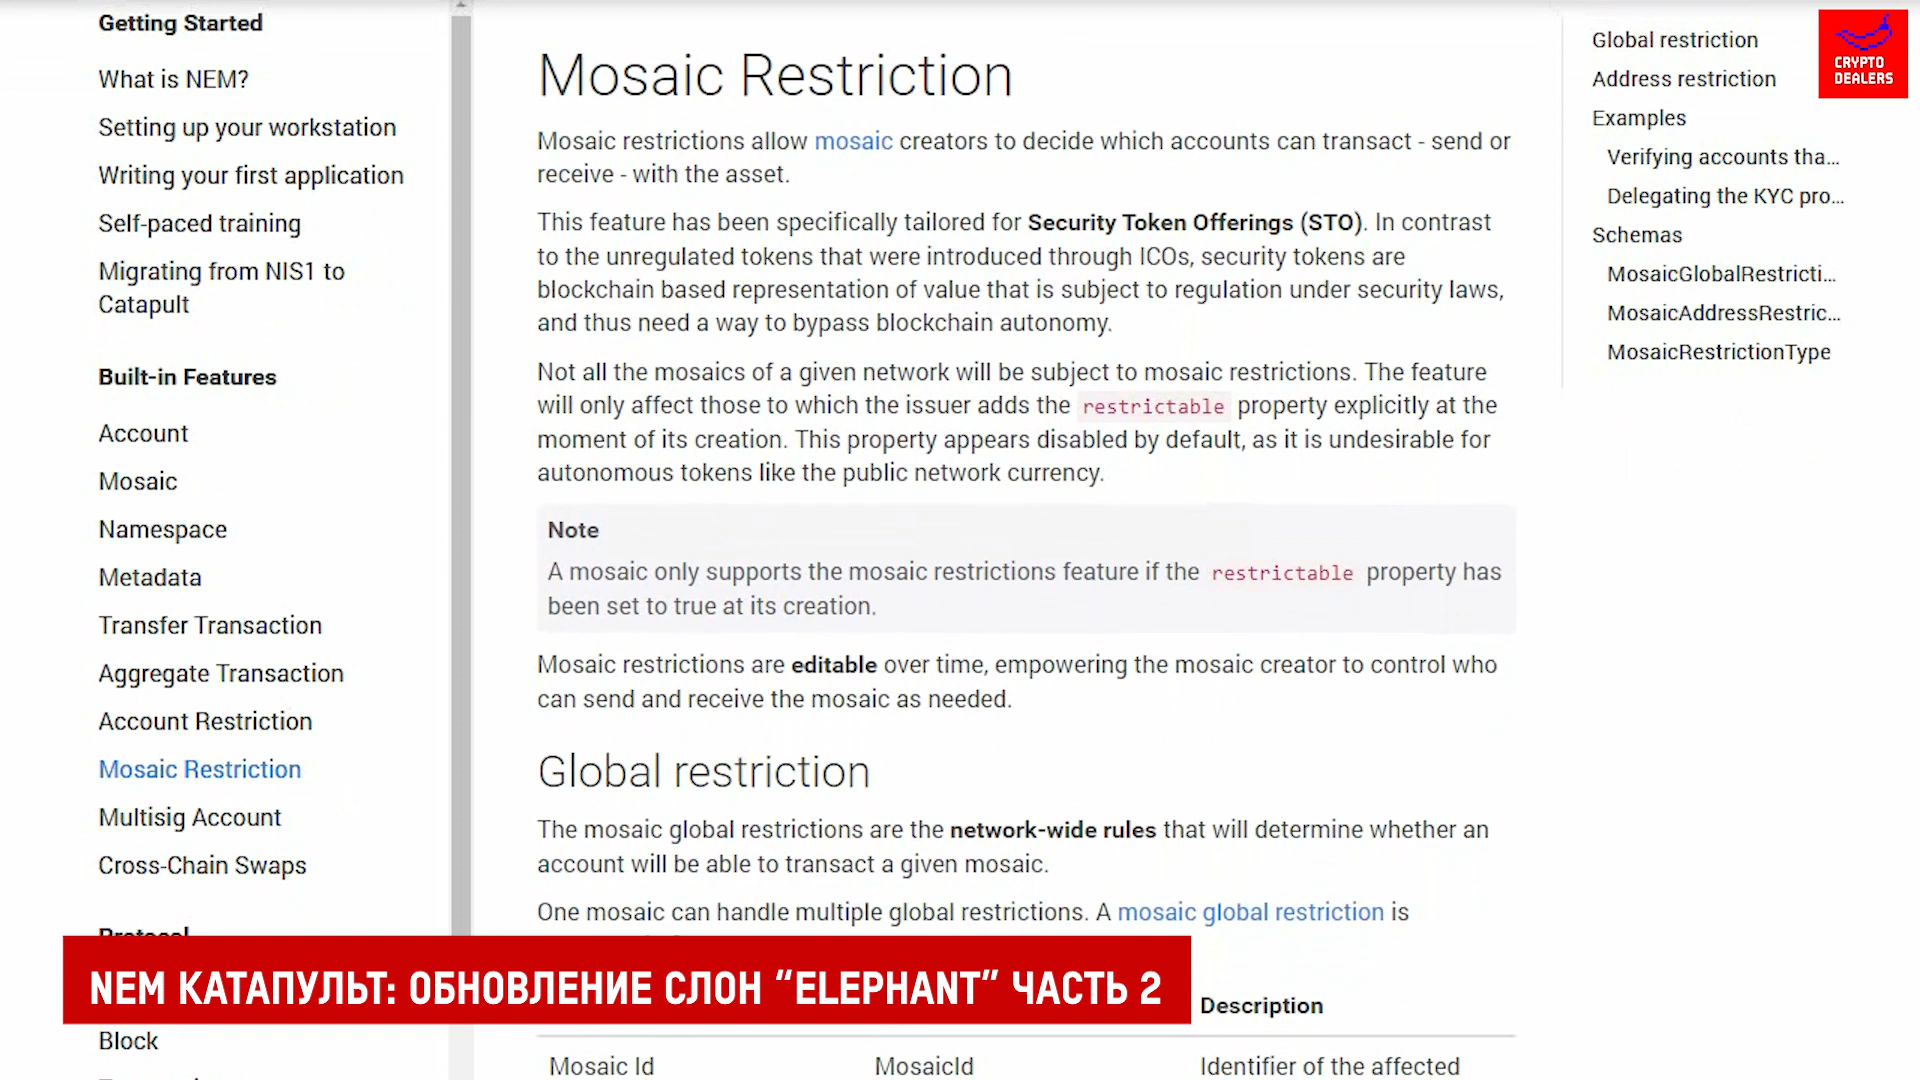 Getting Started
What is NEM?
Setting up your workstation
Writing your first application
Self-paced training
Migrating from NIS1 to
Catapult
Built-in Features
Account
Mosaic
Namespace
Metadata
Transfer Transaction
Aggregate Transaction
Account Restriction
Mosaic Restriction
Multisig Account
Cross-Chain Swaps
Protocol
Block
Mosaic Restriction
Mosaic restrictions allow mosaic creators to decide which accounts can transact - send or
receive - with the asset.
This feature has been specifically tailored for Security Token Offerings (STO). In contrast
to the unregulated tokens that were introduced through ICOs, security tokens are
blockchain based representation of value that is subject to regulation under security laws,
and thus need a way to bypass blockchain autonomy.
Not all the mosaics of a given network will be subject to mosaic restrictions. The feature
will only affect those to which the issuer adds the restrictable property explicitly at the
moment of its creation. This property appears disabled by default, as it is undesirable for
autonomous tokens like the public network currency.
Note
A mosaic only supports the mosaic restrictions feature if the restrictable property has
been set to true at its creation.
Mosaic restrictions are editable over time, empowering the mosaic creator to control who
can send and receive the mosaic as needed.
Global restriction
The mosaic global restrictions are the network-wide rules that will determine whether an
account will be able to transact a given mosaic.
One mosaic can handle multiple global restrictions. A mosaic global restriction is
Description
Mosaic Id MosaicId Identifier of the affected
Global restriction
Address restriction
Examples
Verifying accounts tha...
Delegating the KYC pro...
Schemas
MosaicGlobalRestricti...
MosaicAddressRestric...
MosaicRestrictionType
CRYPTO
DEALERS
NEM КАТАПУЛЬТ: ОБНОВЛЕНИЕ СЛОН “ELEPHANT” ЧАСТЬ 2